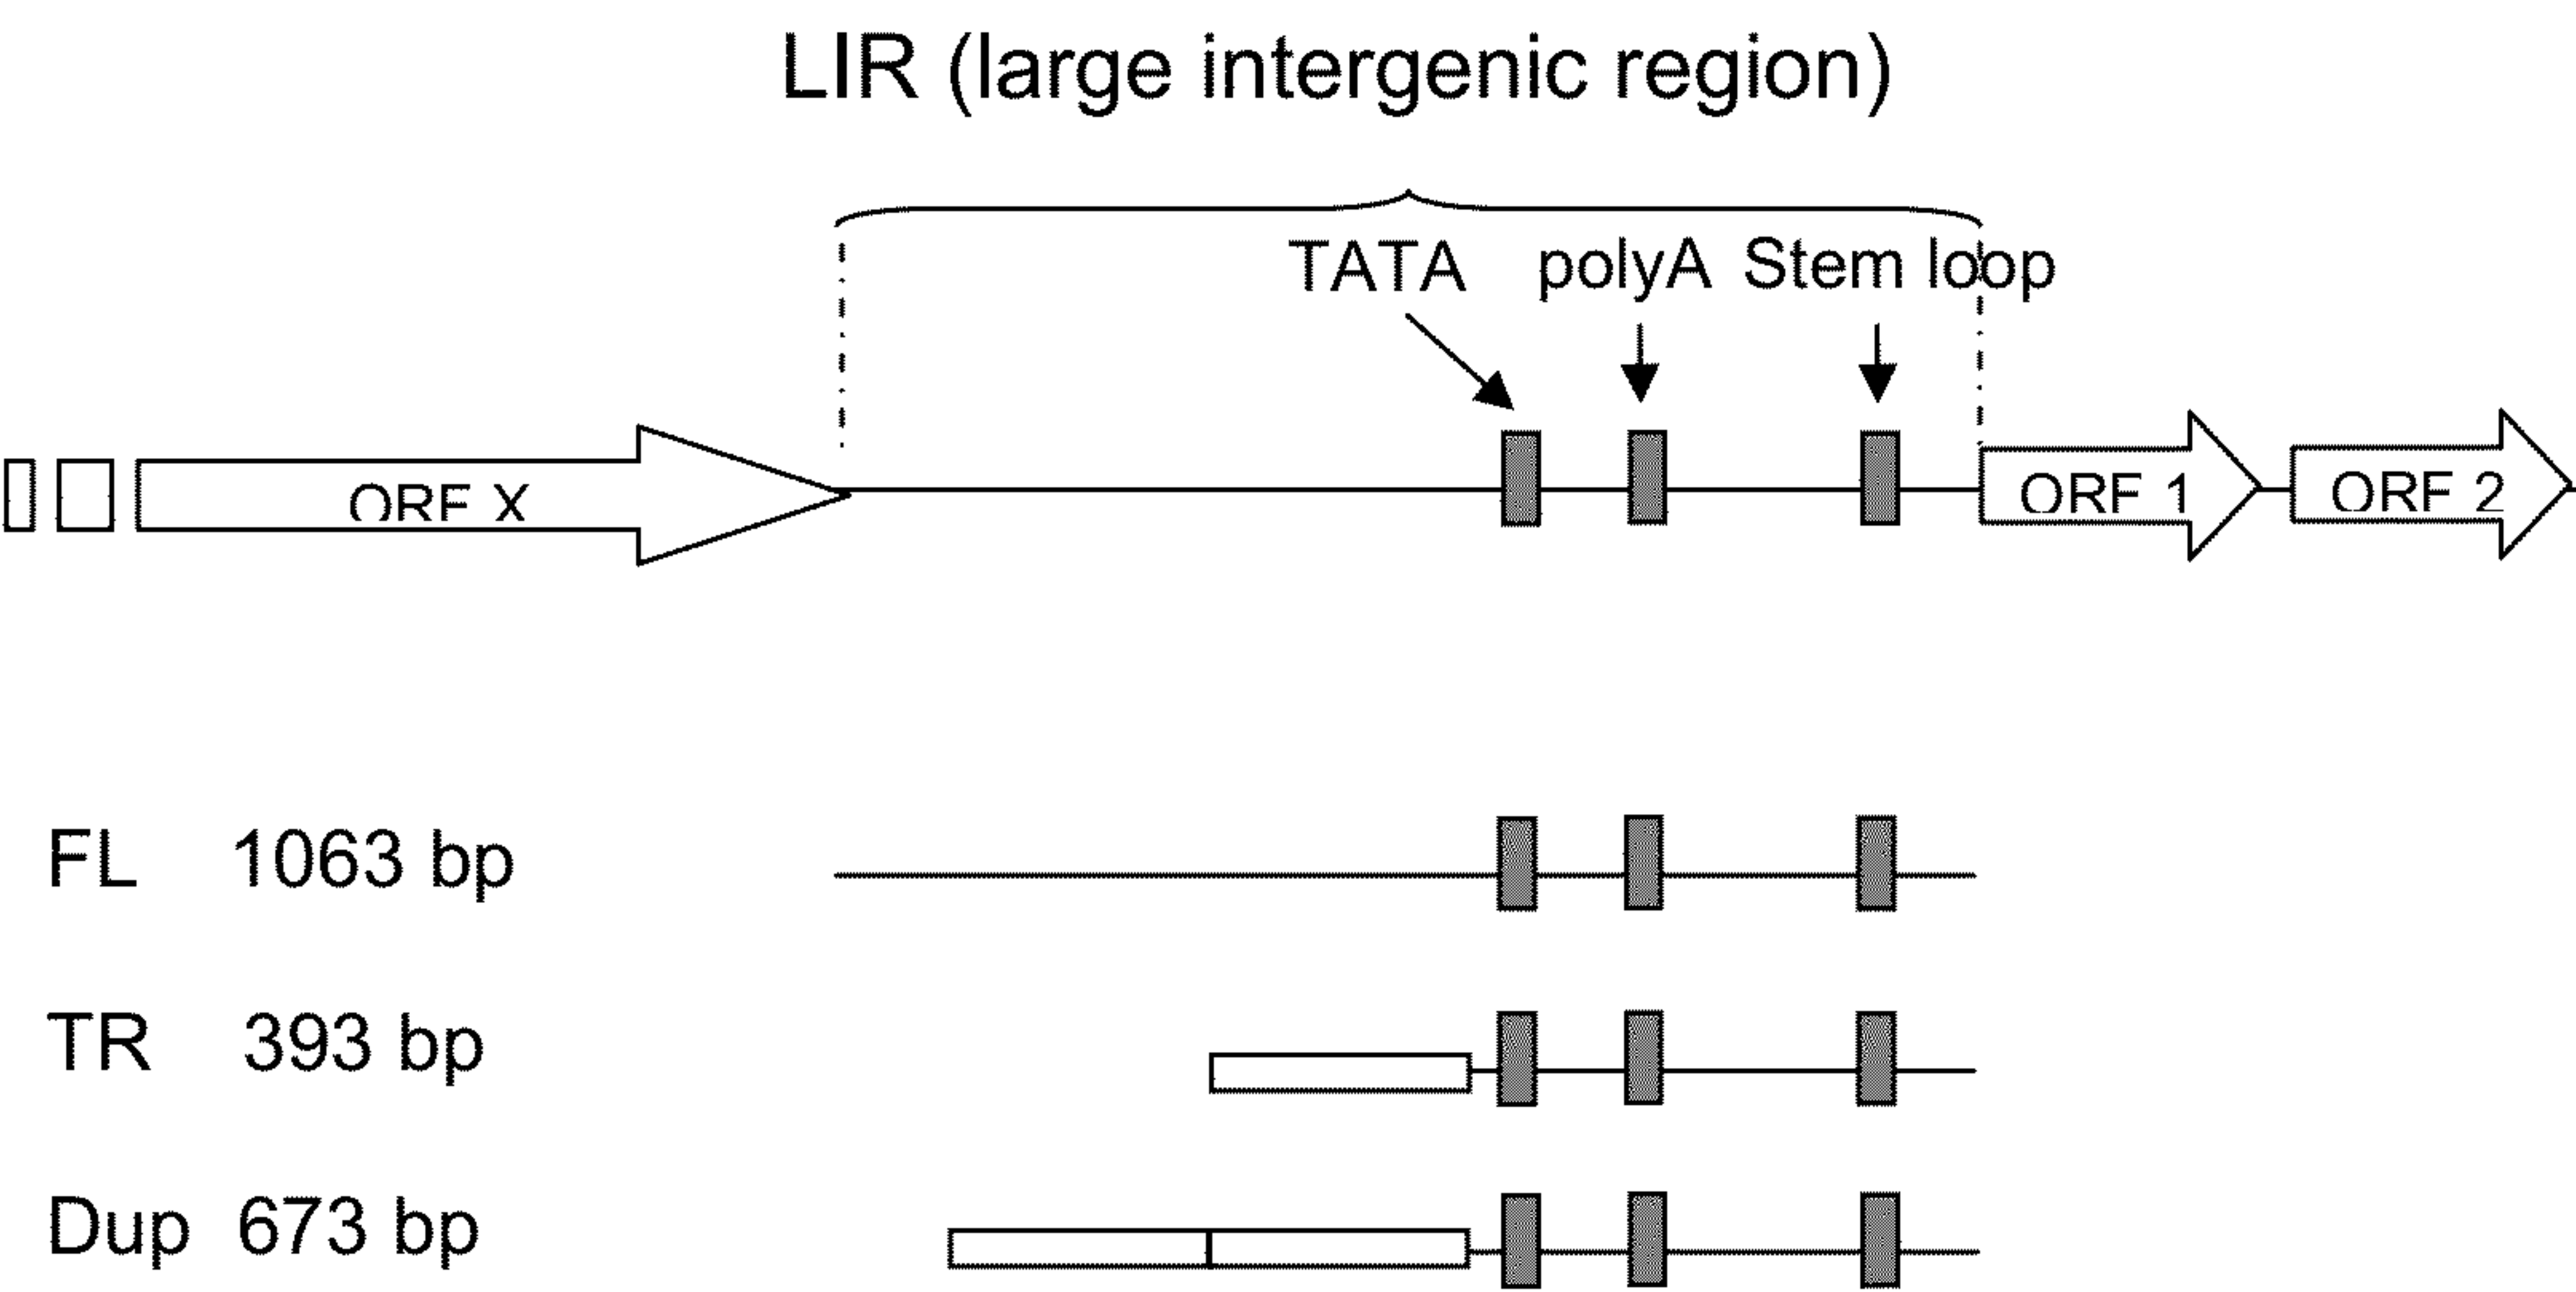 LIR (large intergenic region)
TATA polyA Stem loop
ORF X ORF 1 ORF 2
FL 1063 bp
TR 393 bp
Dup 673 bp